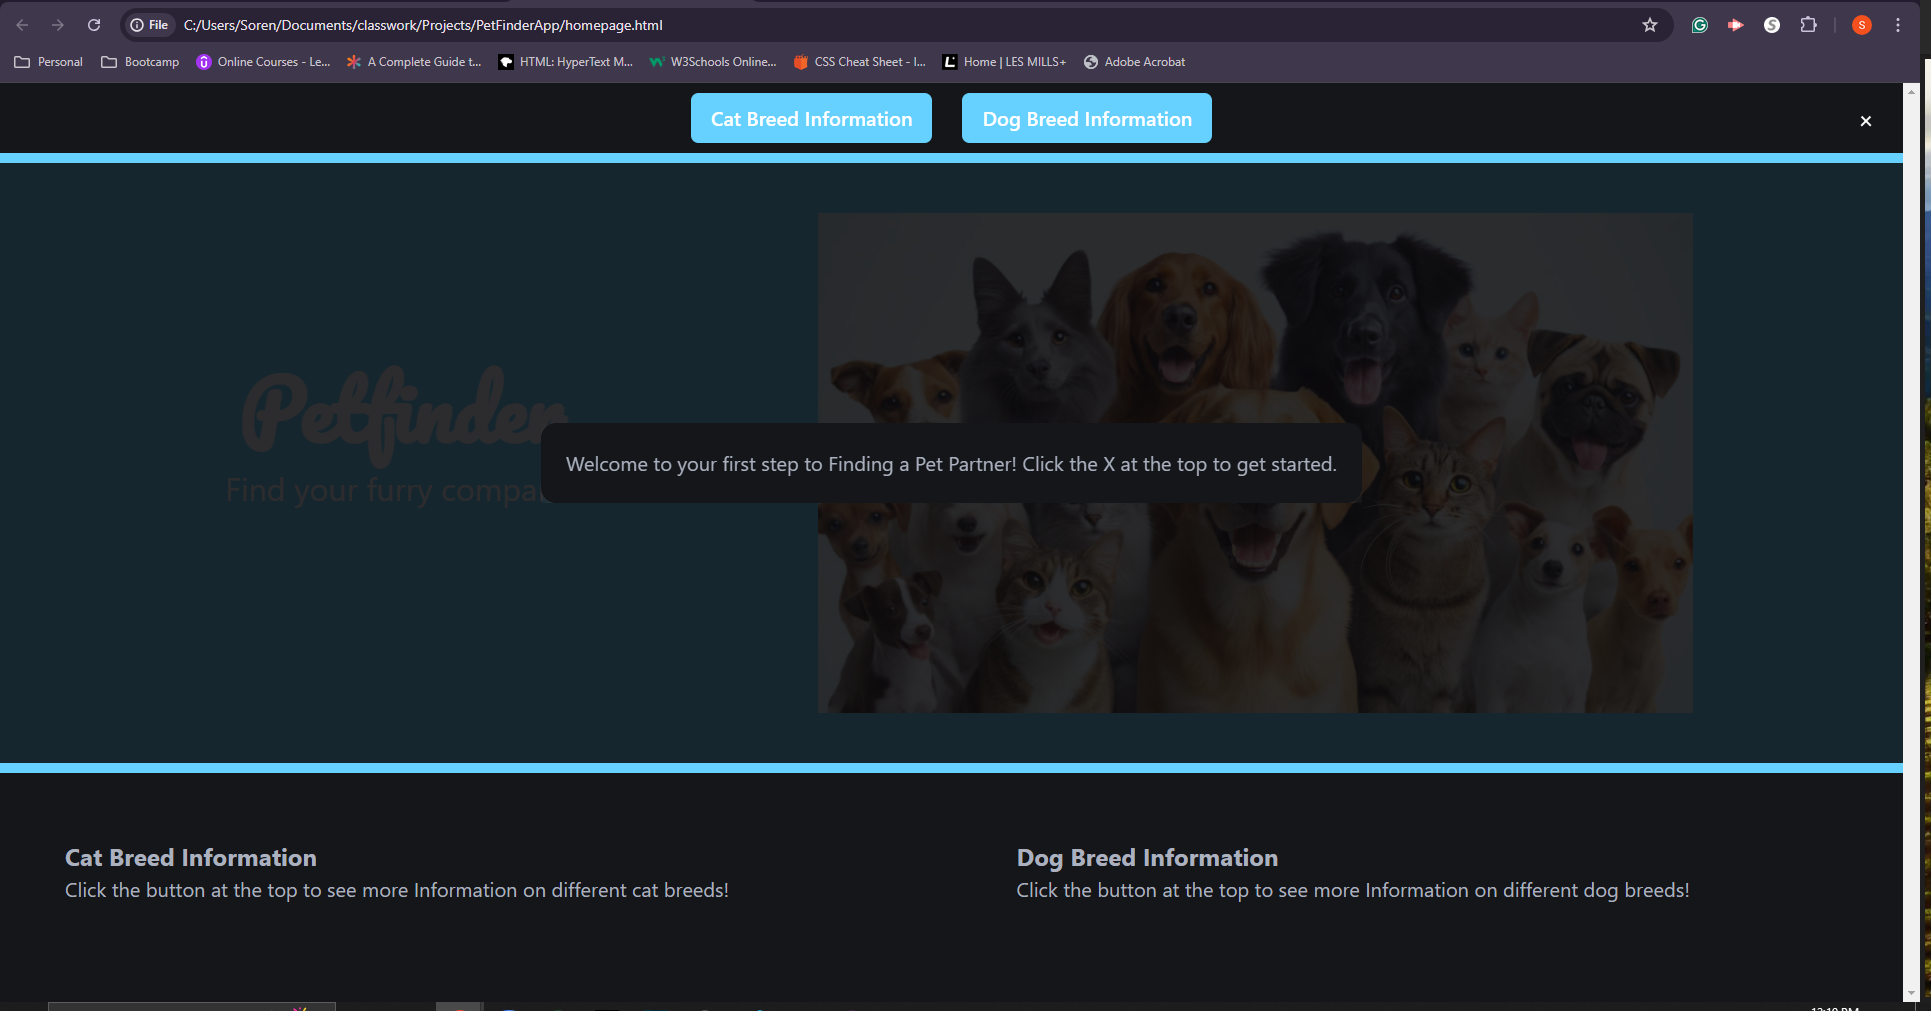 File C:/Users/Soren/Documents/classwork/Projects/PetFinderApp/homepage.html
S
S
Personal Bootcamp Online Courses - Le... A Complete Guide t... HTML: HyperText M... W3Schools Online... CSS Cheat Sheet - I... Home | LES MILLS+ Adobe Acrobat
Cat Breed Information Dog Breed Information ×
Petfinder
Find your furry compa
Welcome to your first step to Finding a Pet Partner! Click the X at the top to get started.
Cat Breed Information
Click the button at the top to see more Information on different cat breeds!
Dog Breed Information
Click the button at the top to see more Information on different dog breeds!